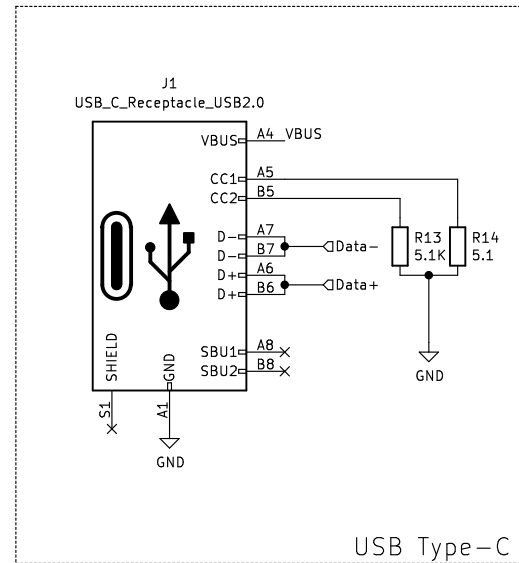 J1
USB_C_Receptacle_USB2.0
VBUS A4 VBUS
CC1 A5
CC2 B5
D- A7
D- B7
Data-
D+ A6
D+ B6
Data+
R13
5.1K
R14
5.1
SBU1 A8
SBU2 B8
SHIELD
GND
S1
A1
GND
GND
USB Type-C